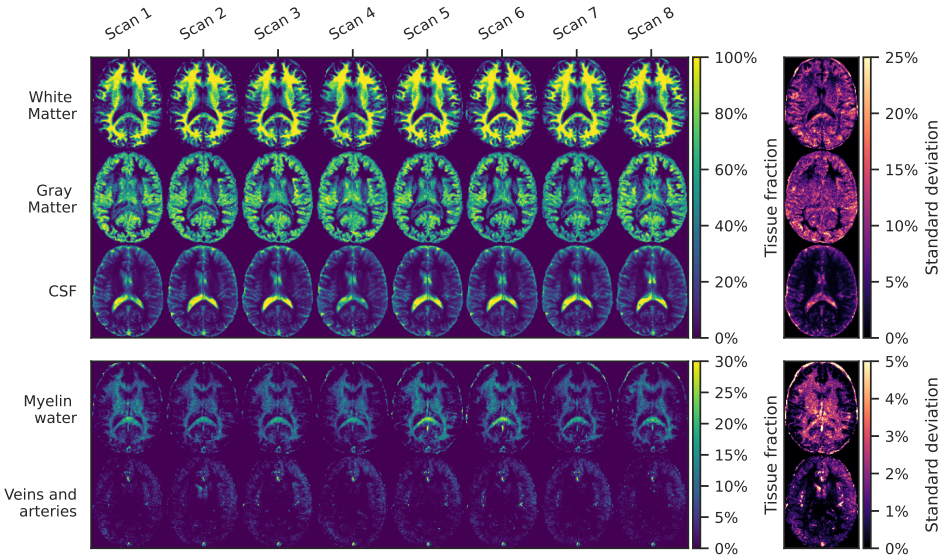 Scan 1
Scan 2
Scan 3
Scan 4
Scan 5
Scan 6
Scan 7
Scan 8
White
Matter
Gray
Matter
CSF
100%
80%
60%
40%
20%
0%
Tissue fraction
25%
20%
15%
10%
5%
0%
Standard deviation
Myelin
water
Veins and
arteries
30%
25%
20%
15%
10%
5%
0%
Tissue fraction
5%
4%
3%
2%
1%
0%
Standard deviation